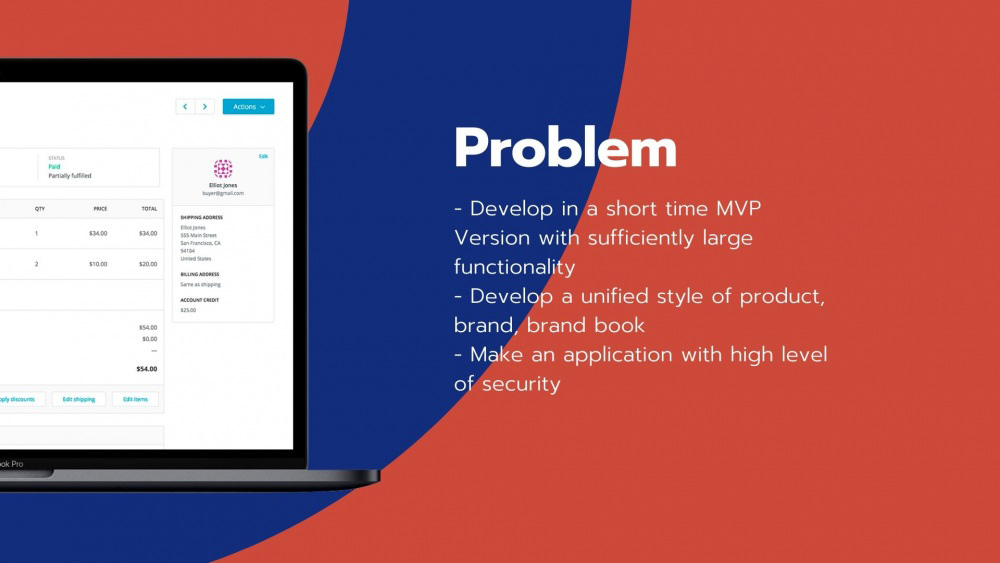 Actions
STATUS
Paid
Partially fulfilled
Edit
Elliot Jones
buyer@gmail.com
QTY PRICE TOTAL
1 $34.00 $34.00
2 $10.00 $20.00
SHIPPING ADDRESS
Elliot Jones
555 Main Street
San Francisco, CA
94104
United States
BILLING ADDRESS
Same as shipping
ACCOUNT CREDIT
$25.00
$54.00
$0.00
—
$54.00
pply discounts Edit shipping Edit items
ook Pro
Problem
- Develop in a short time MVP
Version with sufficiently large
functionality
- Develop a unified style of product,
brand, brand book
- Make an application with high level
of security